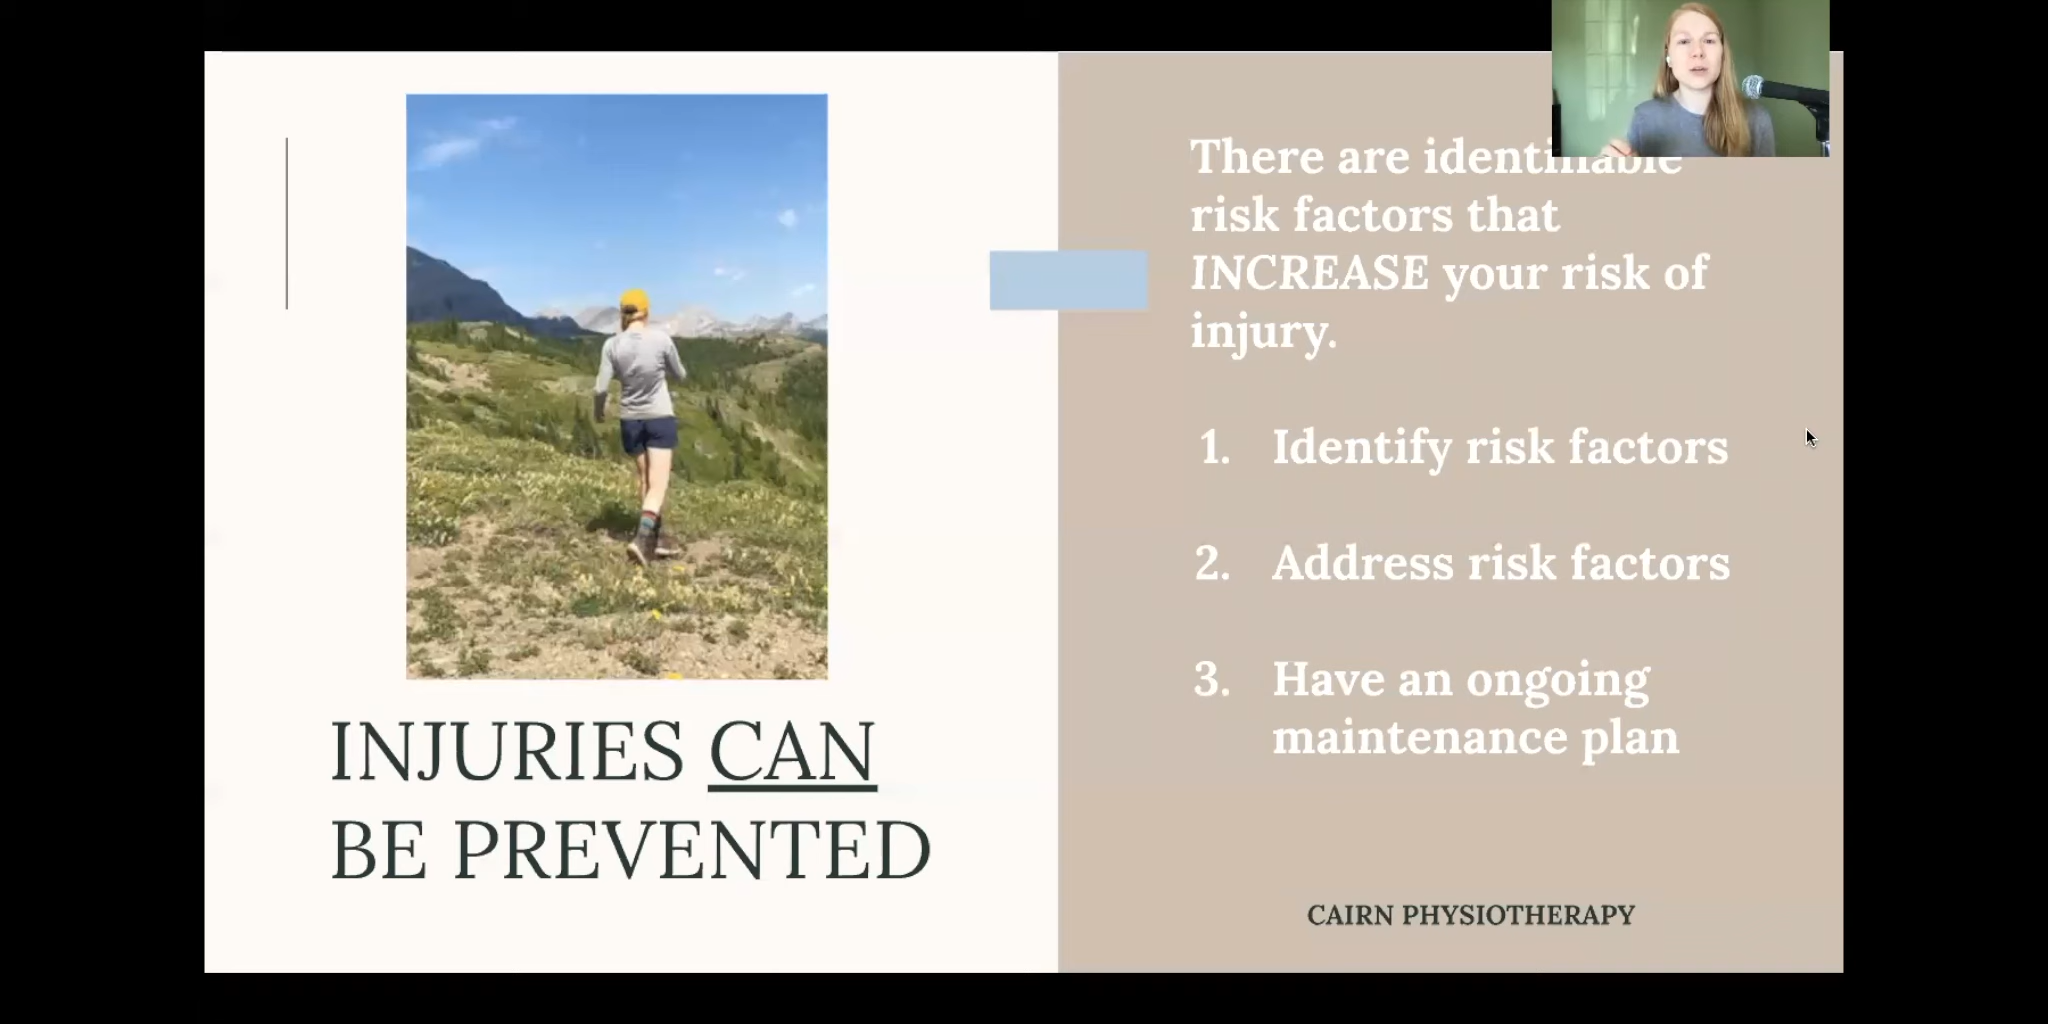 INJURIES CAN
BE PREVENTED
There are identifiable
risk factors that
INCREASE your risk of
injury.
1. Identify risk factors
2. Address risk factors
3. Have an ongoing
maintenance plan
CAIRN PHYSIOTHERAPY